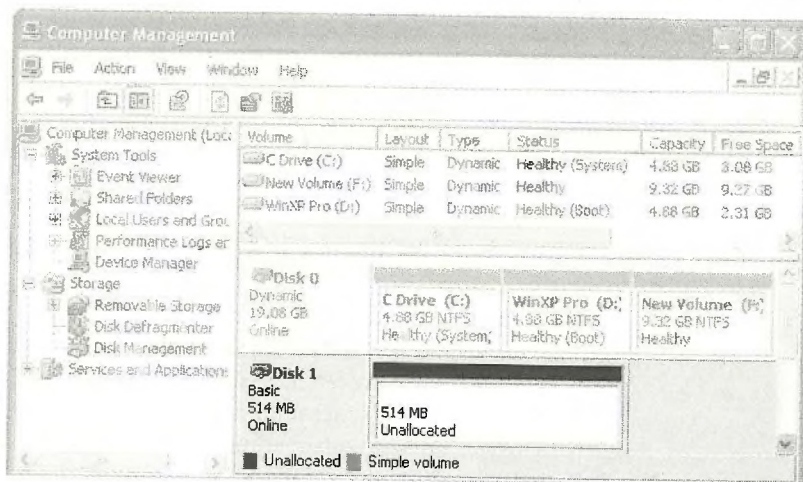 Computer Management
File Action View Window Help
Computer Management (Loca
System Tools
Event Viewer
Shared Folders
Local Users and Grou
Performance Logs ar
Device Manager
Storage
Removable Storage
Disk Defragmenter
Disk Management
Services and Applications
Volume Layout Type Status Capacity Free Space
C Drive (C:) Simple Dynamic Healthy (System) 4.88 GB 3.08 GB
New Volume (F:) Simple Dynamic Healthy 9.32 GB 9.27 GB
WinXP Pro (D:) Simple Dynamic Healthy (Boot) 4.88 GB 2.31 GB
Disk 0
Dynamic
19.08 GB
Online
C Drive (C:)
4.88 GB NTFS
Healthy (System)
WinXP Pro (D:)
4.88 GB NTFS
Healthy (Boot)
New Volume (F:)
9.32 GB NTFS
Healthy
Disk 1
Basic
514 MB
Online
514 MB
Unallocated
Unallocated Simple volume